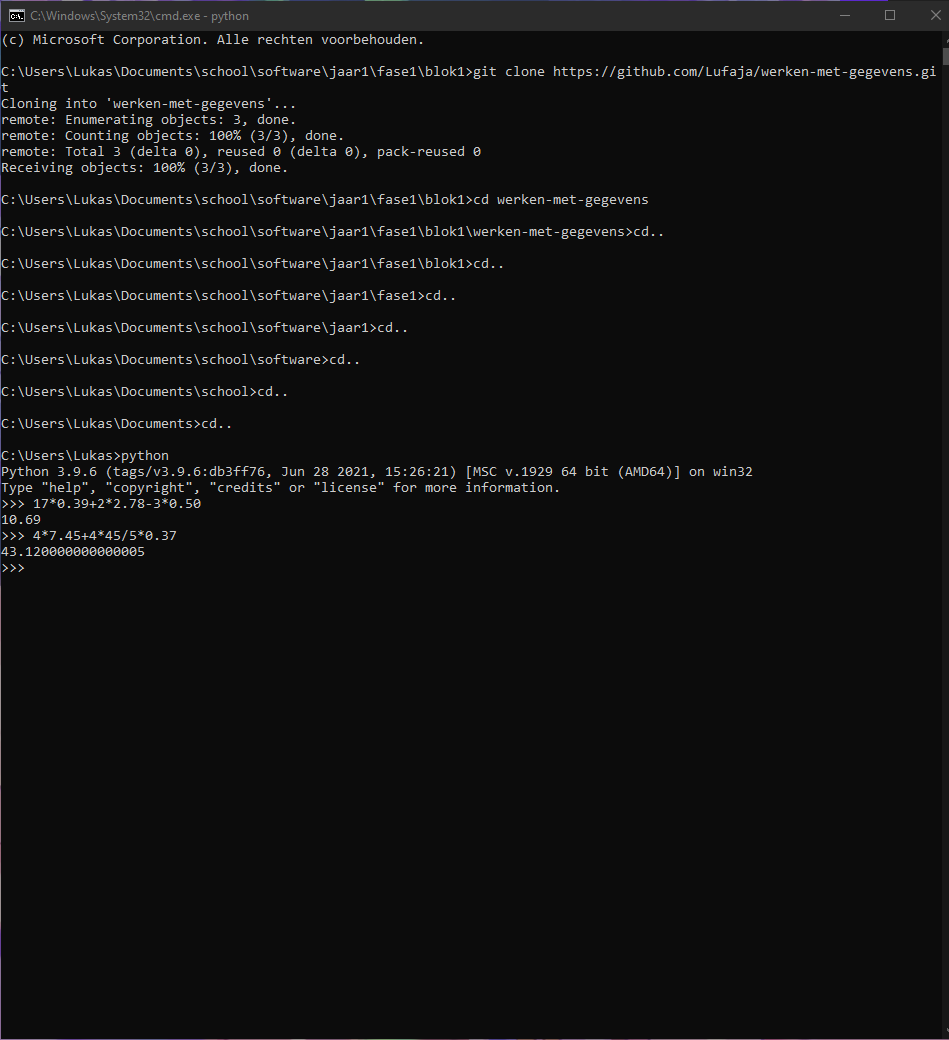 C:\Windows\System32\cmd.exe - python
(c) Microsoft Corporation. Alle rechten voorbehouden.
C:\Users\Lukas\Documents\school\software\jaar1\fase1\blok1>git clone https://github.com/Lufaja/werken-met-gegevens.gi
t
Cloning into 'werken-met-gegevens'...
remote: Enumerating objects: 3, done.
remote: Counting objects: 100% (3/3), done.
remote: Total 3 (delta 0), reused 0 (delta 0), pack-reused 0
Receiving objects: 100% (3/3), done.
C:\Users\Lukas\Documents\school\software\jaar1\fase1\blok1>cd werken-met-gegevens
C:\Users\Lukas\Documents\school\software\jaar1\fase1\blok1\werken-met-gegevens>cd..
C:\Users\Lukas\Documents\school\software\jaar1\fase1\blok1>cd..
C:\Users\Lukas\Documents\school\software\jaar1\fase1>cd..
C:\Users\Lukas\Documents\school\software\jaar1>cd..
C:\Users\Lukas\Documents\school\software>cd..
C:\Users\Lukas\Documents\school>cd..
C:\Users\Lukas\Documents>cd..
C:\Users\Lukas>python
Python 3.9.6 (tags/v3.9.6:db3ff76, Jun 28 2021, 15:26:21) [MSC v.1929 64 bit (AMD64)] on win32
Type "help", "copyright", "credits" or "license" for more information.
>>> 17*0.39+2*2.78-3*0.50
10.69
>>> 4*7.45+4*45/5*0.37
43.120000000000005
>>>